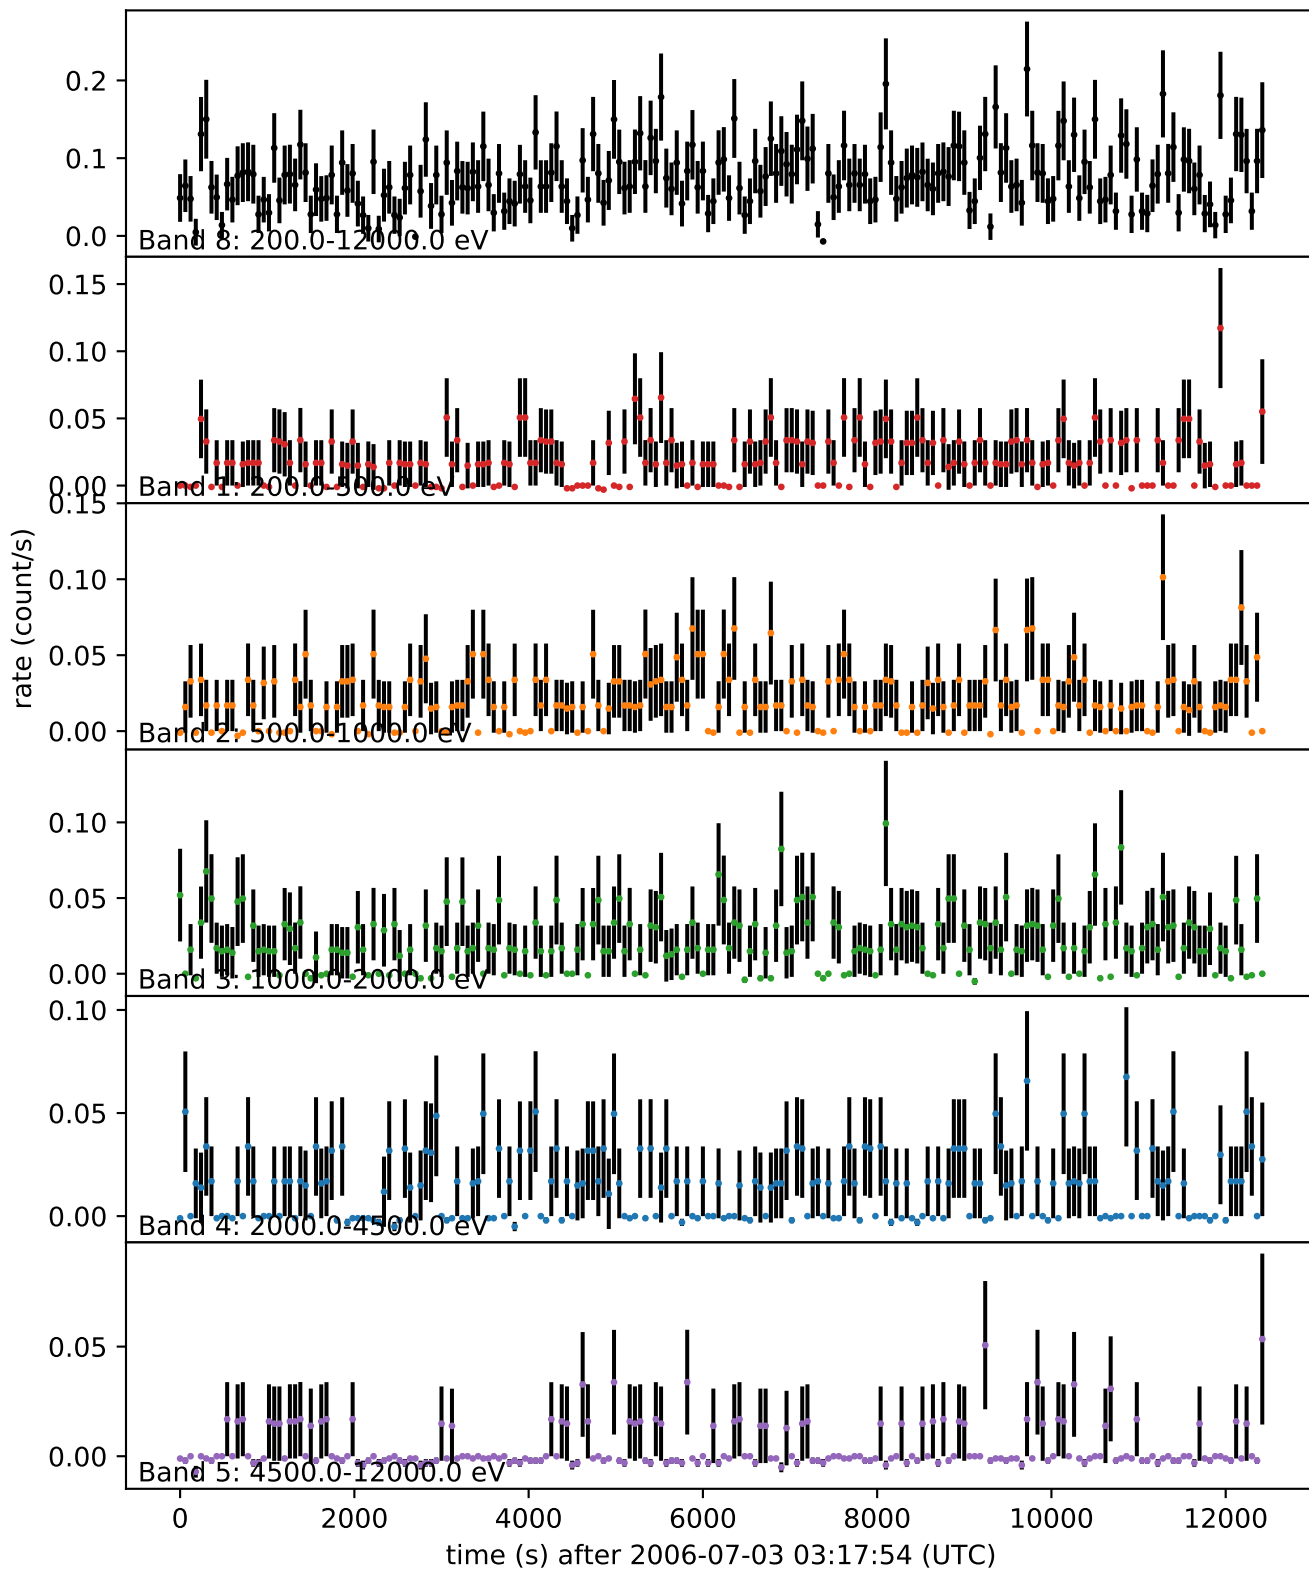 0.2
0.1
0.0
Band 8: 200.0-12000.0 eV
0.15
0.10
0.05
0.00
Band 1: 200.0-500.0 eV
0.15
0.10
0.05
0.00
Band 2: 500.0-1000.0 eV
0.10
0.05
0.00
Band 3: 1000.0-2000.0 eV
0.10
0.05
0.00
Band 4: 2000.0-4500.0 eV
0.05
0.00
Band 5: 4500.0-12000.0 eV
rate (count/s)
0 2000 4000 6000 8000 10000 12000
time (s) after 2006-07-03 03:17:54 (UTC)